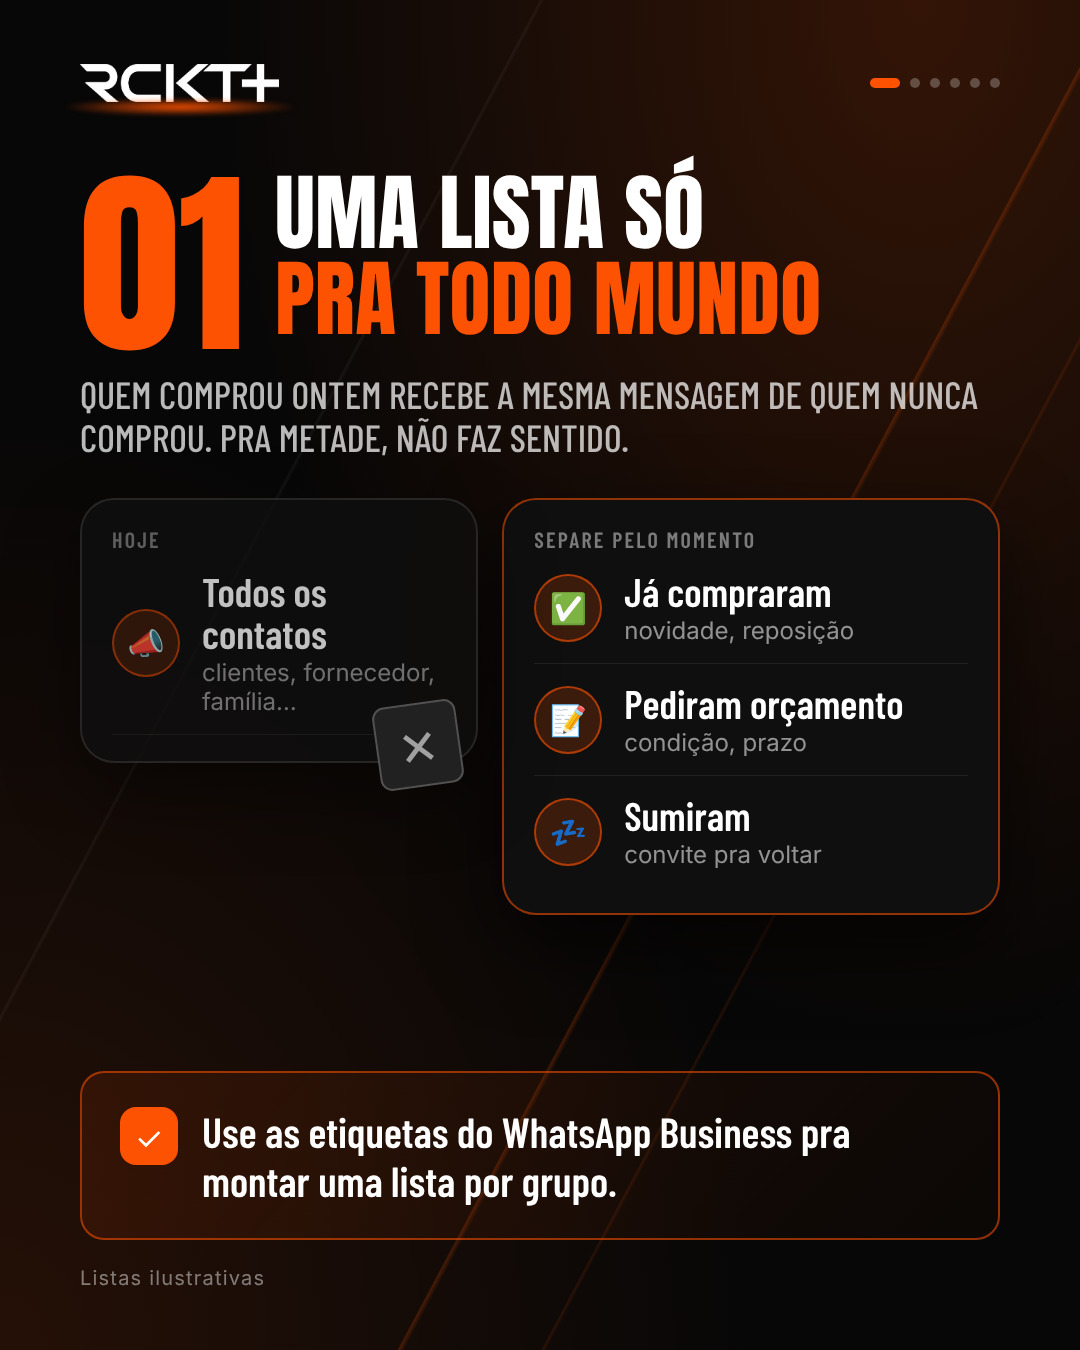 RCKT+
01
UMA LISTA SÓ
PRA TODO MUNDO
QUEM COMPROU ONTEM RECEBE A MESMA MENSAGEM DE QUEM NUNCA
COMPROU. PRA METADE, NÃO FAZ SENTIDO.
HOJE
Todos os
contatos
clientes, fornecedor,
família...
SEPARE PELO MOMENTO
Já compraram
novidade, reposição
Pediram orçamento
condição, prazo
Sumiram
convite pra voltar
Use as etiquetas do WhatsApp Business pra
montar uma lista por grupo.
Listas ilustrativas